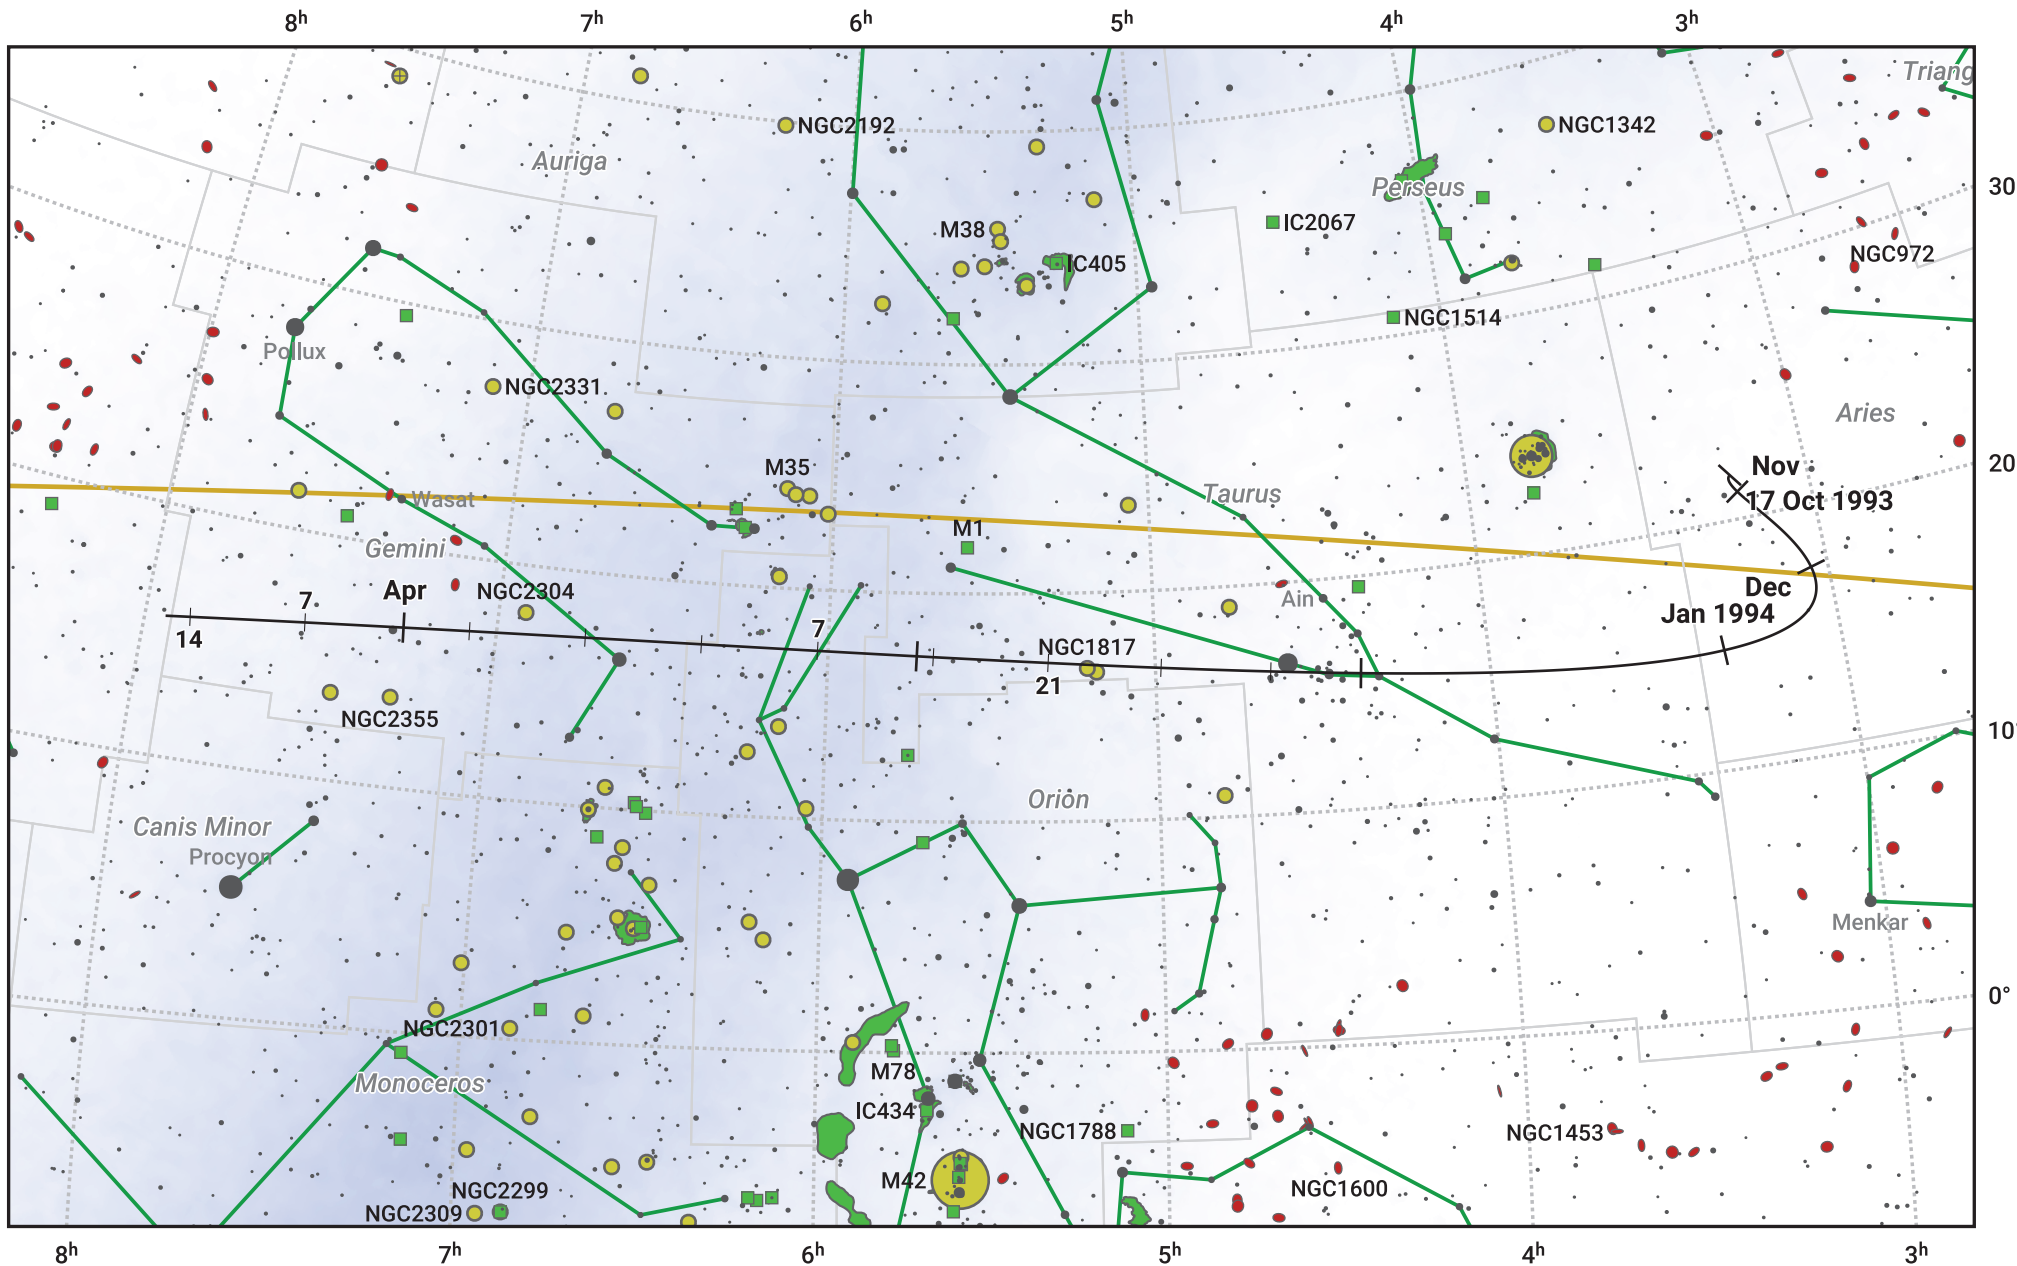 8h 7h 6h 5h 4h 3h
Triang
NGC2192
NGC1342
Auriga
30
Perseus
M38
IC2067
NGC972
IC405
NGC1514
Pollux
NGC2331
Aries
20
M35
Nov
Wasat
Taurus
17 Oct 1993
M1
Gemini
Dec
Apr
NGC2304
Ain
7
Jan 1994
7
14
NGC1817
21
NGC2355
10°
Orion
Canis Minor
Procyon
Menkar
0°
NGC2301
M78
Monoceros
IC434
NGC1788
NGC1453
M42
NGC2299
NGC1600
NGC2309
8h 7h 6h 5h 4h 3h